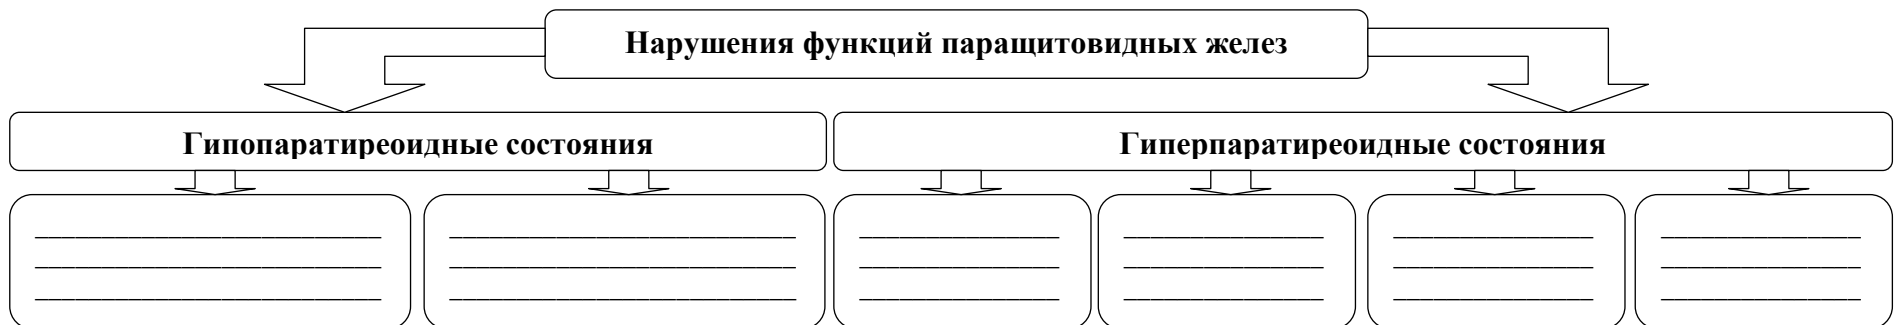 Нарушения функций паращитовидных желез
Гипопаратиреоидные состояния
Гиперпаратиреоидные состояния